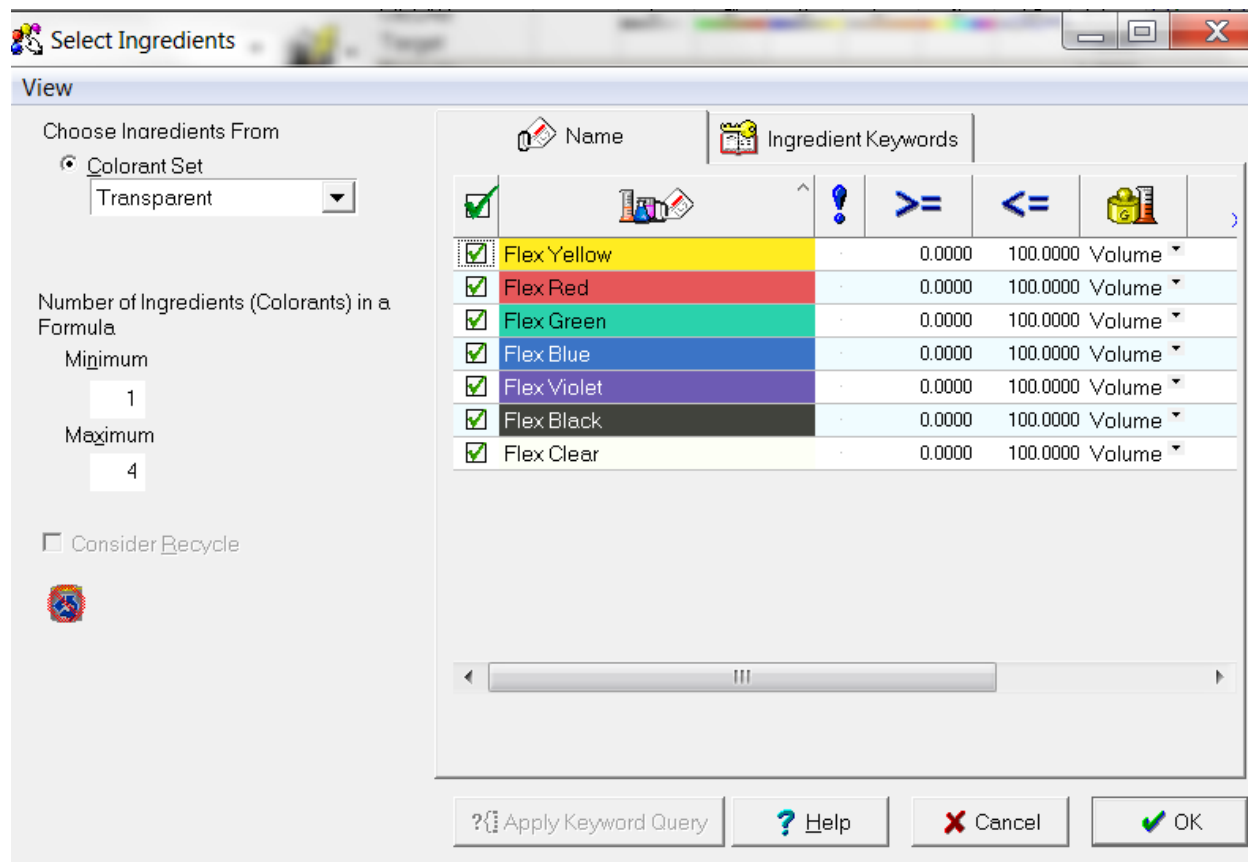 Select Ingredients
Target
View
Choose Ingredients From
Colorant Set
Transparent
Number of Ingredients (Colorants) in a
Formula
Minimum
1
Maximum
4
Consider Recycle
Name
Ingredient Keywords
>= <=
Flex Yellow 0.0000 100.0000 Volume
Flex Red 0.0000 100.0000 Volume
Flex Green 0.0000 100.0000 Volume
Flex Blue 0.0000 100.0000 Volume
Flex Violet 0.0000 100.0000 Volume
Flex Black 0.0000 100.0000 Volume
Flex Clear 0.0000 100.0000 Volume
Apply Keyword Query
? Help
Cancel
OK